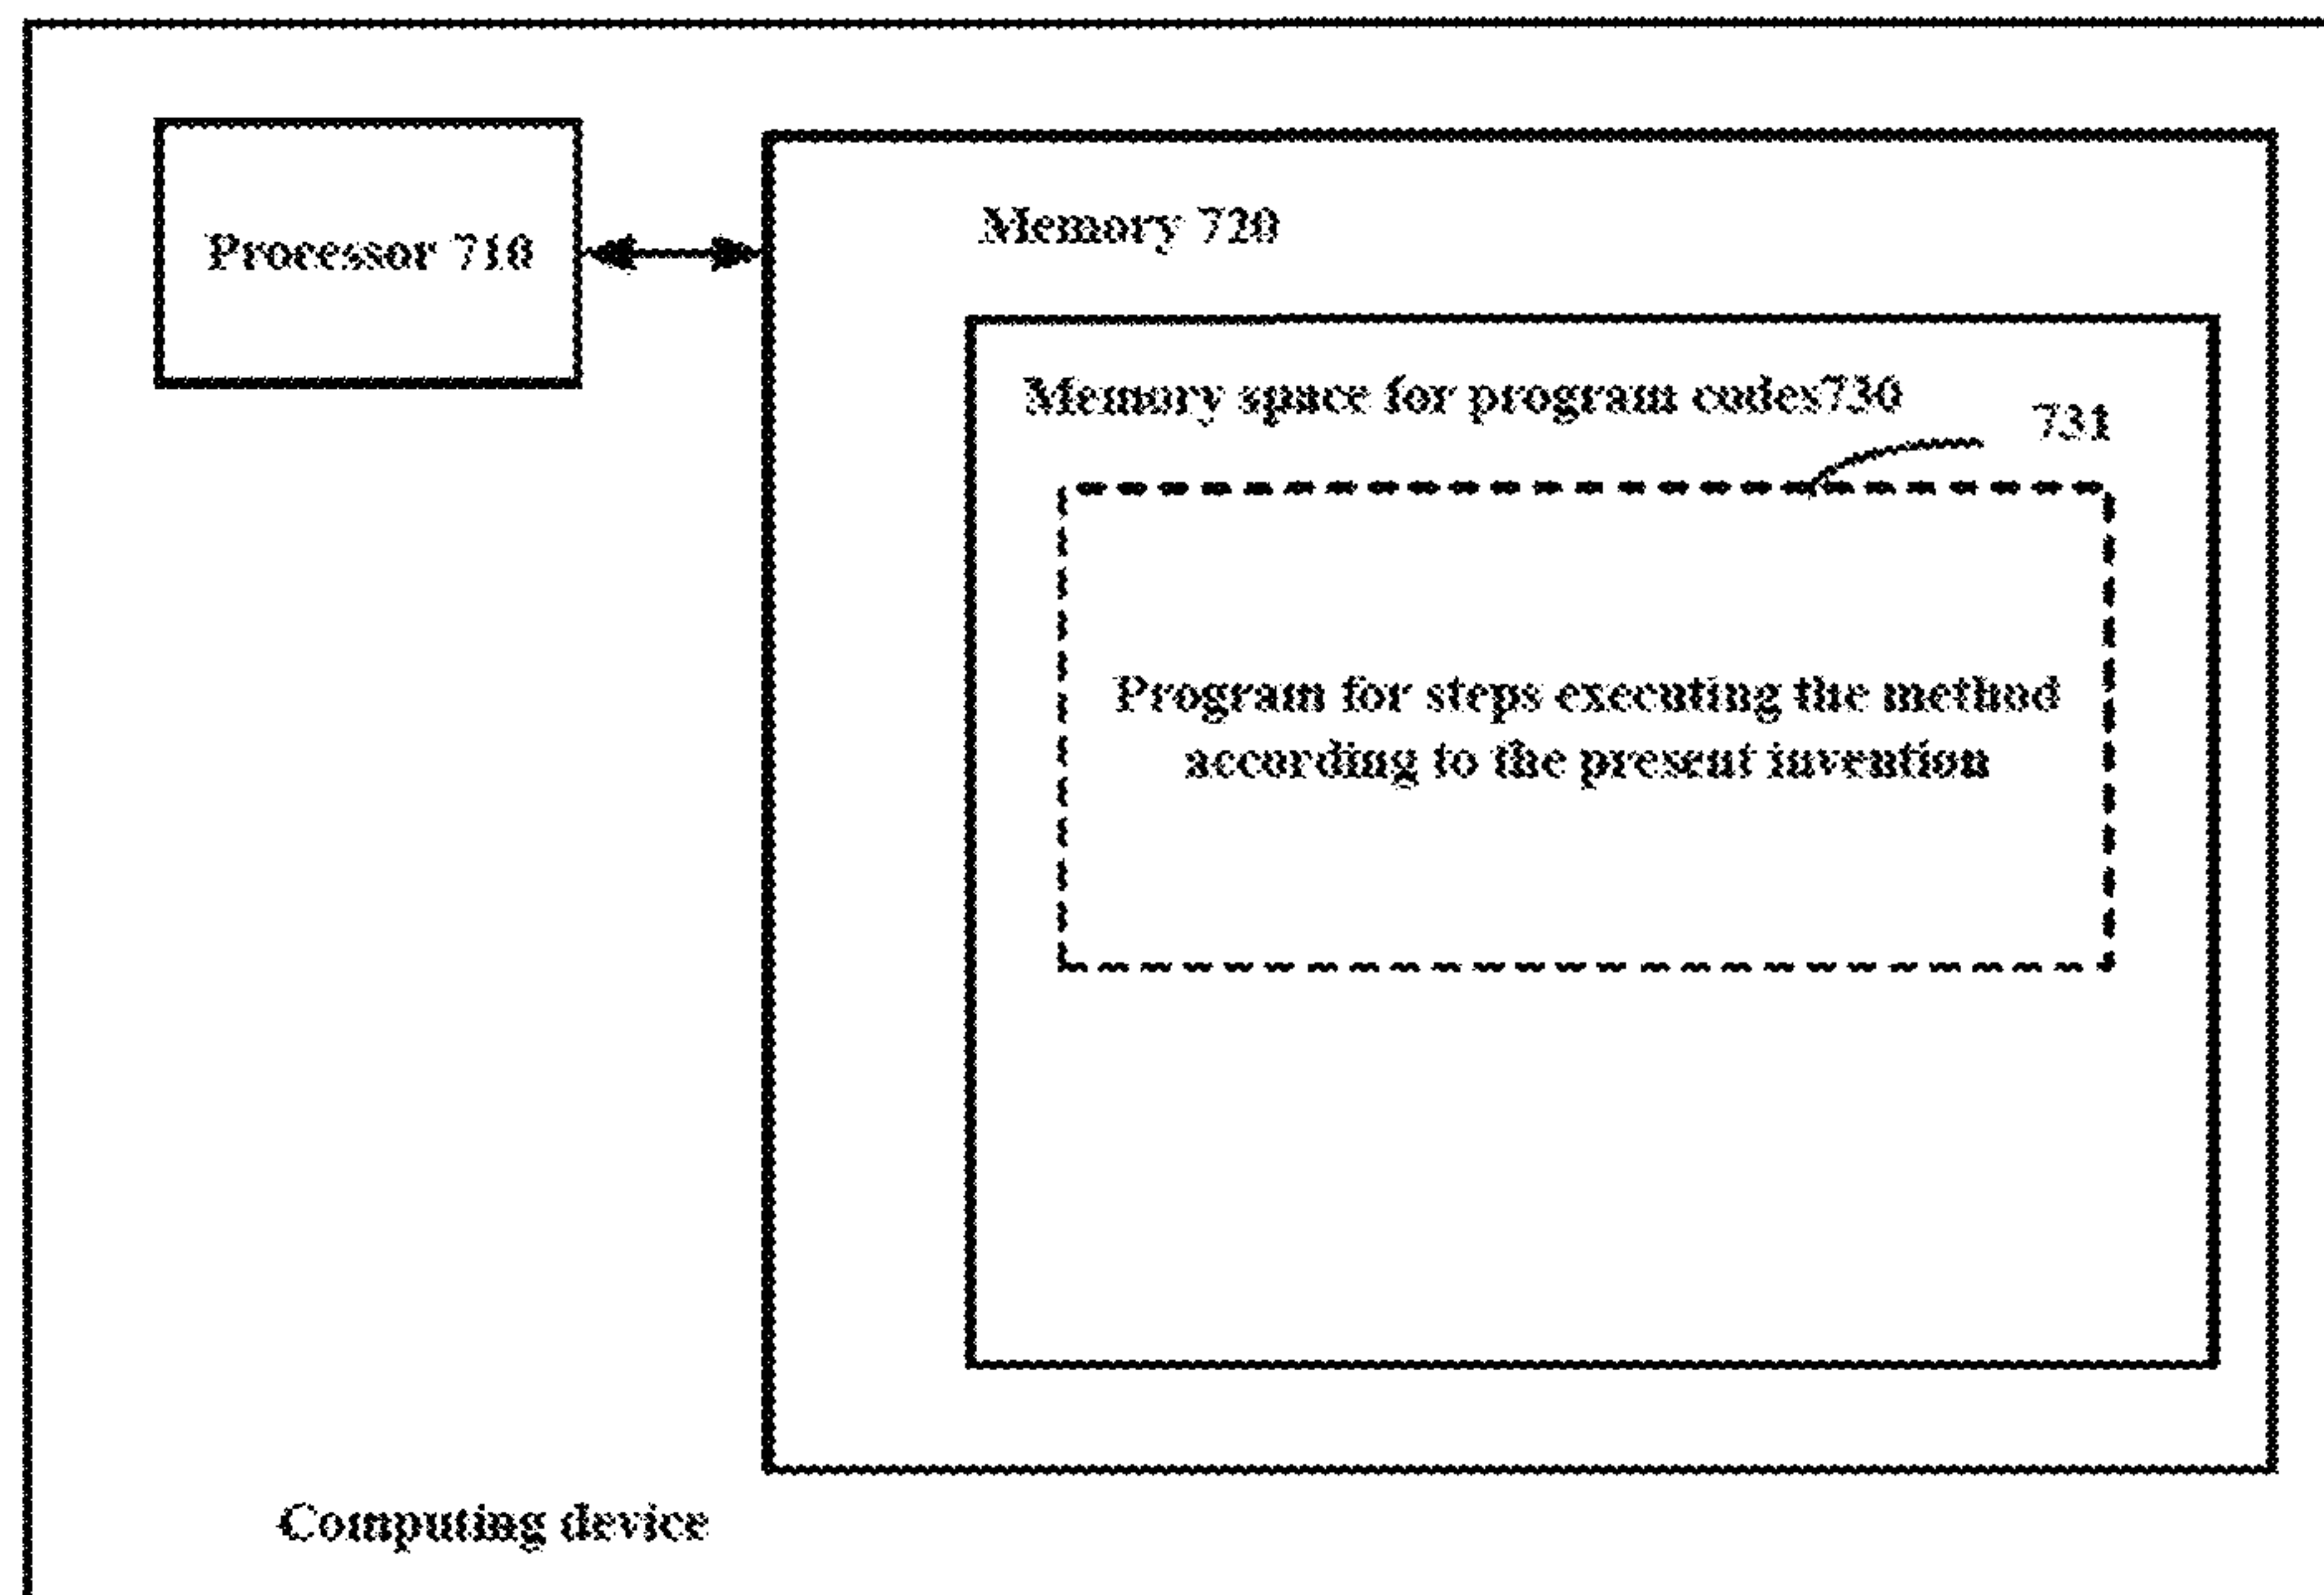 Processor 710
Memory 720
Memory space for program codes730
731
Program for steps executing the method
according to the present invention
Computing device